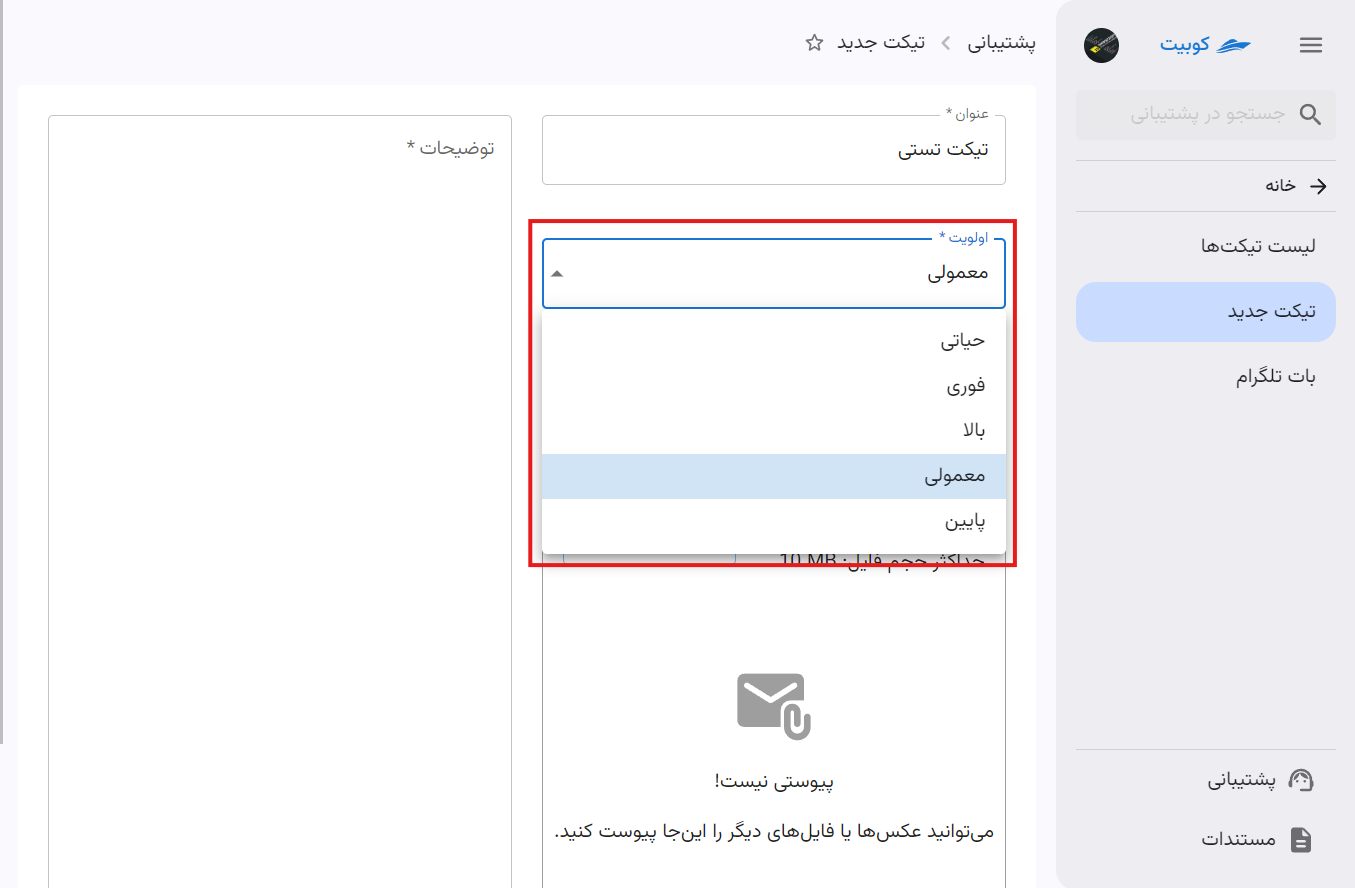 کوبیت
جستجو در پشتیبانی
خانه
لیست تیکت‌ها
تیکت جدید
بات تلگرام
پشتیبانی
مستندات
پشتیبانی
تیکت جدید
عنوان *
تیکت تستی
اولویت *
معمولی
حیاتی
فوری
بالا
معمولی
پایین
حداکثر حجم فایل: 10 MB
پیوستی نیست!
می‌توانید عکس‌ها یا فایل‌های دیگر را این‌جا پیوست کنید.
توضیحات *